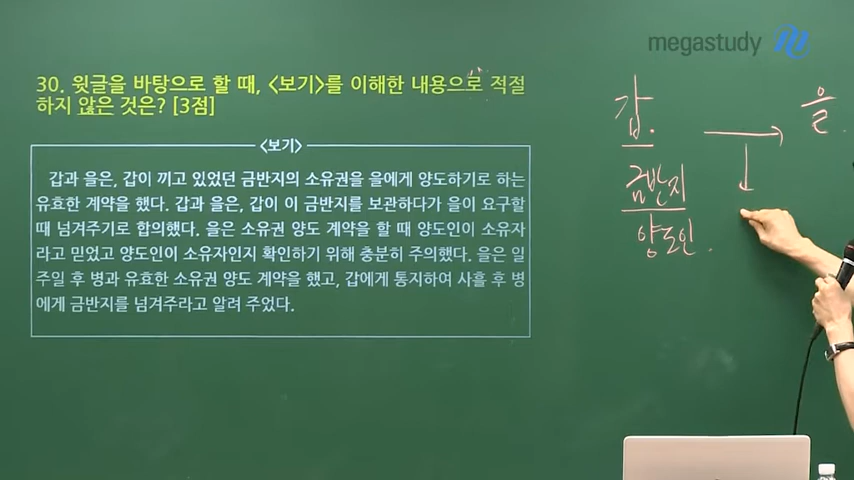 megastudy
30. 윗글을 바탕으로 할 때, <보기>를 이해한 내용으로 적절
하지 않은 것은? [3점]
<보기>
갑과 을은, 갑이 끼고 있었던 금반지의 소유권을 을에게 양도하기로 하는
유효한 계약을 했다. 갑과 을은, 갑이 이 금반지를 보관하다가 을이 요구할
때 넘겨주기로 합의했다. 을은 소유권 양도 계약을 할 때 양도인이 소유자
라고 믿었고 양도인이 소유자인지 확인하기 위해 충분히 주의했다. 을은 일
주일 후 병과 유효한 소유권 양도 계약을 했고, 갑에게 통지하여 사흘 후 병
에게 금반지를 넘겨주라고 알려 주었다.
갑.
을.
금반지
양도인.